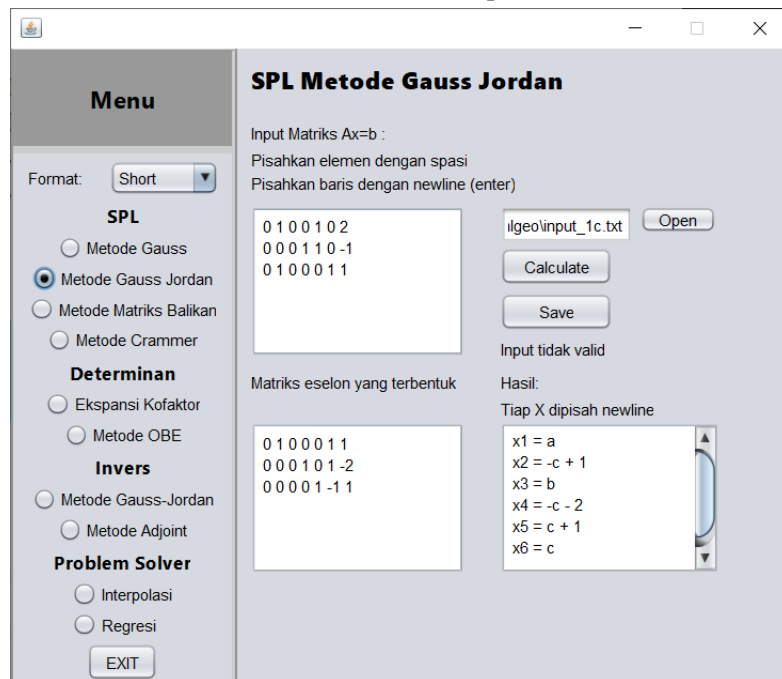 Menu
Format:
Short
SPL
Metode Gauss
Metode Gauss Jordan
Metode Matriks Balikan
Metode Crammer
Determinan
Ekspansi Kofaktor
Metode OBE
Invers
Metode Gauss-Jordan
Metode Adjoint
Problem Solver
Interpolasi
Regresi
EXIT
SPL Metode Gauss Jordan
Input Matriks Ax=b :
Pisahkan elemen dengan spasi
Pisahkan baris dengan newline (enter)
0 1 0 0 1 0 2
0 0 0 1 1 0 -1
0 1 0 0 0 1 1
lgeo\input_1c.txt
Open
Calculate
Save
Input tidak valid
Matriks eselon yang terbentuk
0 1 0 0 0 1 1
0 0 0 1 0 1 -2
0 0 0 0 1 -1 1
Hasil:
Tiap X dipisah newline
x1 = a
x2 = -c + 1
x3 = b
x4 = -c - 2
x5 = c + 1
x6 = c